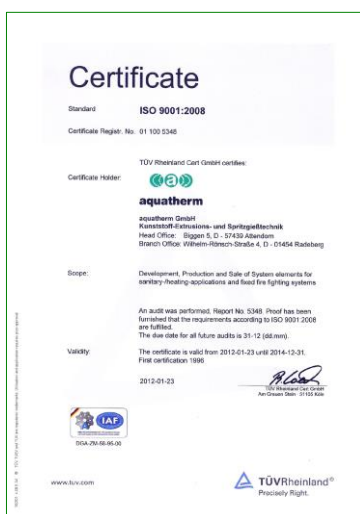 Certificate
Standard ISO 9001:2008
Certificate Registr. No. 01 100 5348
TÜV Rheinland Cert GmbH certifies:
Certificate Holder:
aquatherm
aquatherm GmbH
Kunststoff-Extrusions- und Spritzgießtechnik
Head Office: Biggen 5, D - 57439 Attendorn
Branch Office: Wilhelm-Rönsch-Straße 4, D - 01454 Radeberg
Scope: Development, Production and Sale of System elements for
sanitary-/heating-applications and fixed fire fighting systems
An audit was performed, Report No. 5348. Proof has been
furnished that the requirements according to ISO 9001:2008
are fulfilled.
The due date for all future audits is 31-12 (dd.mm).
Validity: The certificate is valid from 2012-01-23 until 2014-12-31.
First certification 1996
2012-01-23
TÜV Rheinland Cert GmbH
Am Grauen Stein · 51105 Köln
IAF
DGA-ZM-58-95-00
www.tuv.com
TÜVRheinland®
Precisely Right.